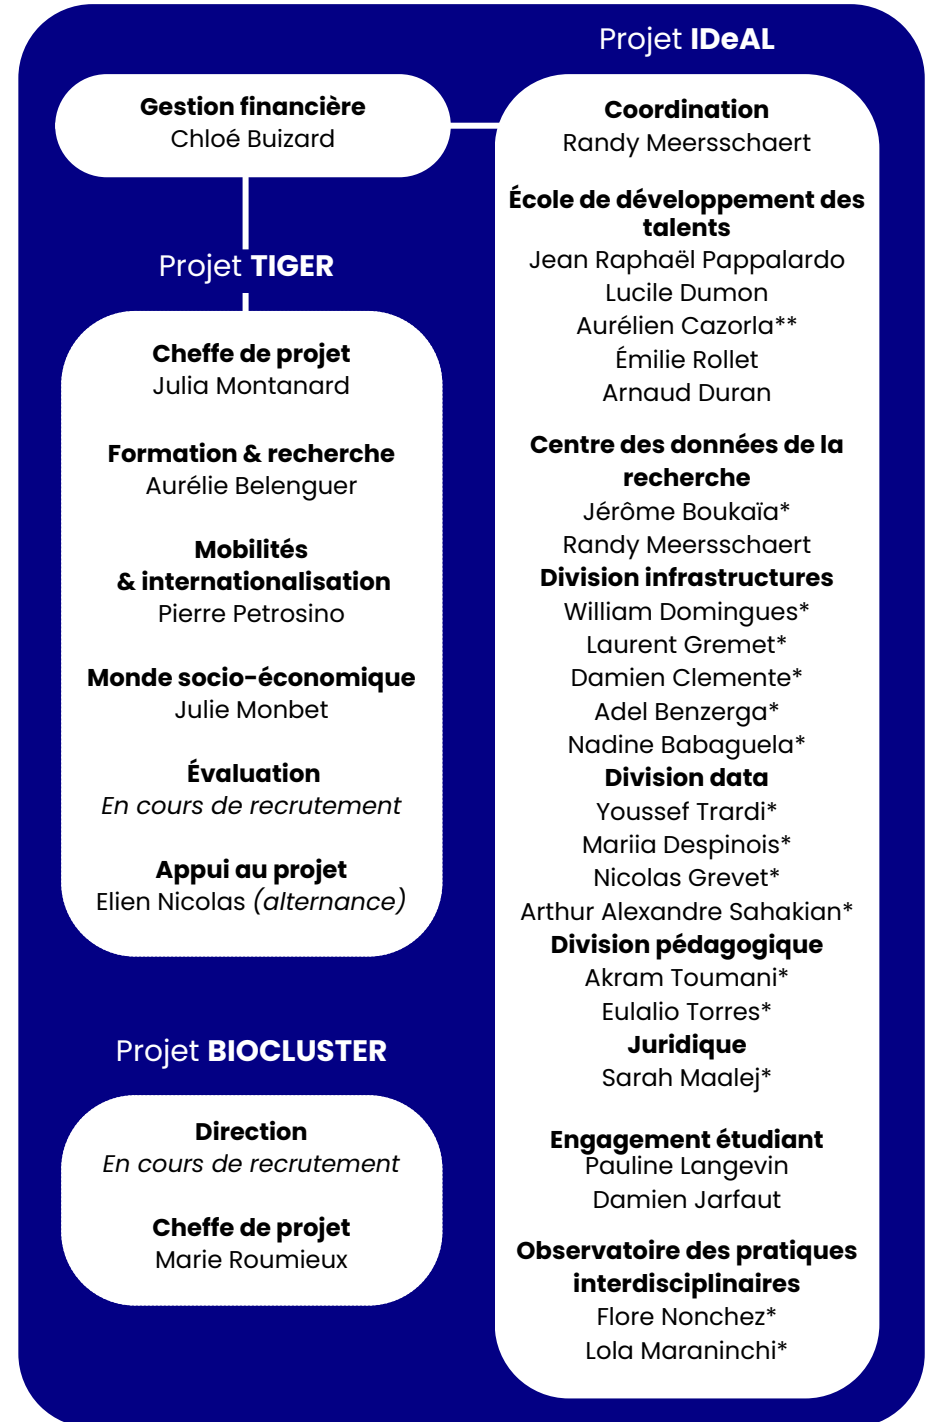 Gestion financière
Chloé Buizard
Projet TIGER
Cheffe de projet
Julia Montanard
Formation & recherche
Aurélie Belenguer
Mobilités
& internationalisation
Pierre Petrosino
Monde socio-économique
Julie Monbet
Évaluation
En cours de recrutement
Appui au projet
Elien Nicolas (alternance)
Projet BIOCLUSTER
Direction
En cours de recrutement
Cheffe de projet
Marie Roumieux
Projet IDeAL
Coordination
Randy Meersschaert
École de développement des
talents
Jean Raphaël Pappalardo
Lucile Dumon
Aurélien Cazorla**
Émilie Rollet
Arnaud Duran
Centre des données de la
recherche
Jérôme Boukaïa*
Randy Meersschaert
Division infrastructures
William Domingues*
Laurent Gremet*
Damien Clemente*
Adel Benzerga*
Nadine Babaguela*
Division data
Youssef Trardi*
Mariia Despinois*
Nicolas Grevet*
Arthur Alexandre Sahakian*
Division pédagogique
Akram Toumani*
Eulalio Torres*
Juridique
Sarah Maalej*
Engagement étudiant
Pauline Langevin
Damien Jarfaut
Observatoire des pratiques
interdisciplinaires
Flore Nonchez*
Lola Maraninchi*